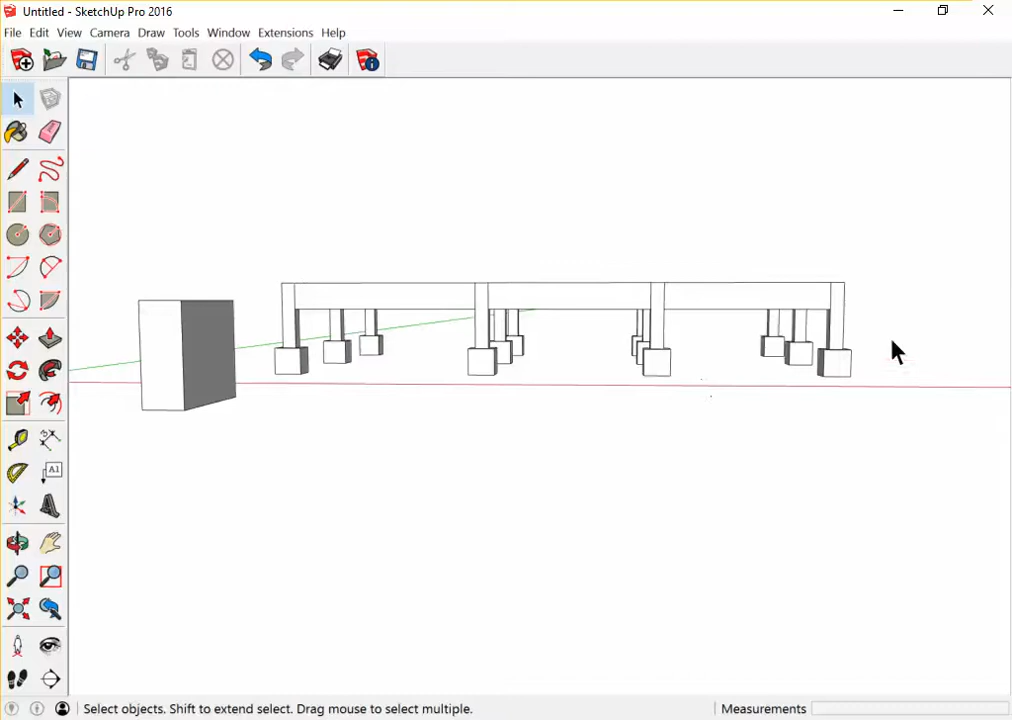 Untitled - SketchUp Pro 2016
File Edit View Camera Draw Tools Window Extensions Help
A1
Select objects. Shift to extend select. Drag mouse to select multiple.
Measurements